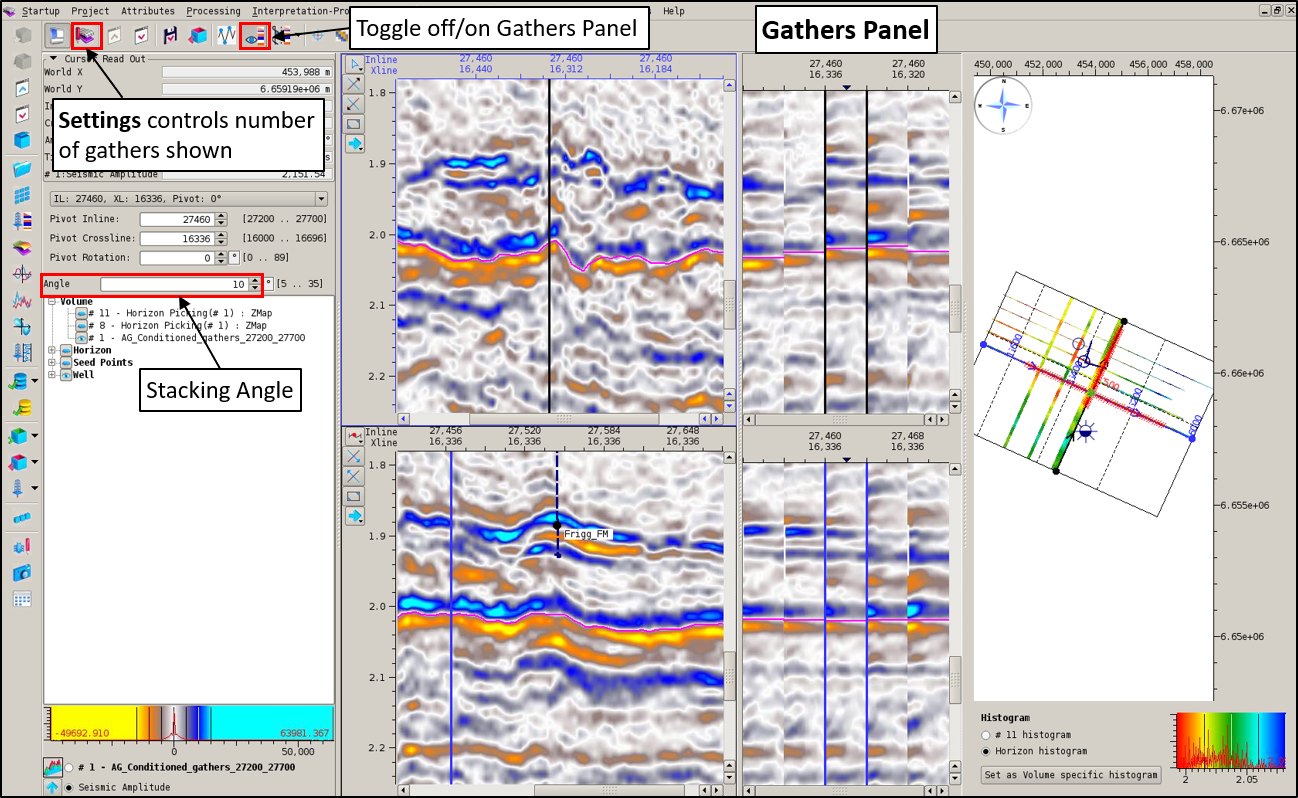 Startup Project Attributes Processing Interpretation-Pro Help
Toggle off/on Gathers Panel
Gathers Panel
Cursor Read Out
World X 453,988 m
World Y 6.65919e+06 m
Settings controls number
of gathers shown
# 1:Seismic Amplitude 2,151.54
IL: 27460, XL: 16336, Pivot: 0°
Pivot Inline: 27460 [27200 .. 27700]
Pivot Crossline: 16336 [16000 .. 16696]
Pivot Rotation: 0 ° [0 .. 89]
Angle 10 ° [5 .. 35]
Volume
# 11 - Horizon Picking(# 1) : ZMap
# 8 - Horizon Picking(# 1) : ZMap
# 1 - AG_Conditioned_gathers_27200_27700
Horizon
Seed Points
Well
Stacking Angle
-49692.910 63981.367
0 50,000
# 1 - AG_Conditioned_gathers_27200_27700
Seismic Amplitude
Inline 27,460 27,460 27,460
Xline 16,440 16,312 16,184
1.8
1.9
2.0
2.1
2.2
27,460 27,460
16,336 16,320
Inline 27,456 27,520 27,584 27,648
Xline 16,336 16,336 16,336 16,336
1.8
1.9
2.0
2.1
2.2
Frigg_FM
27,460 27,468
16,336 16,336
450,000 452,000 454,000 456,000 458,000
N
W E
S
6.67e+06
6.665e+06
6.66e+06
6.655e+06
6.65e+06
Histogram
# 11 histogram
Horizon histogram
Set as Volume specific histogram
2 2.05